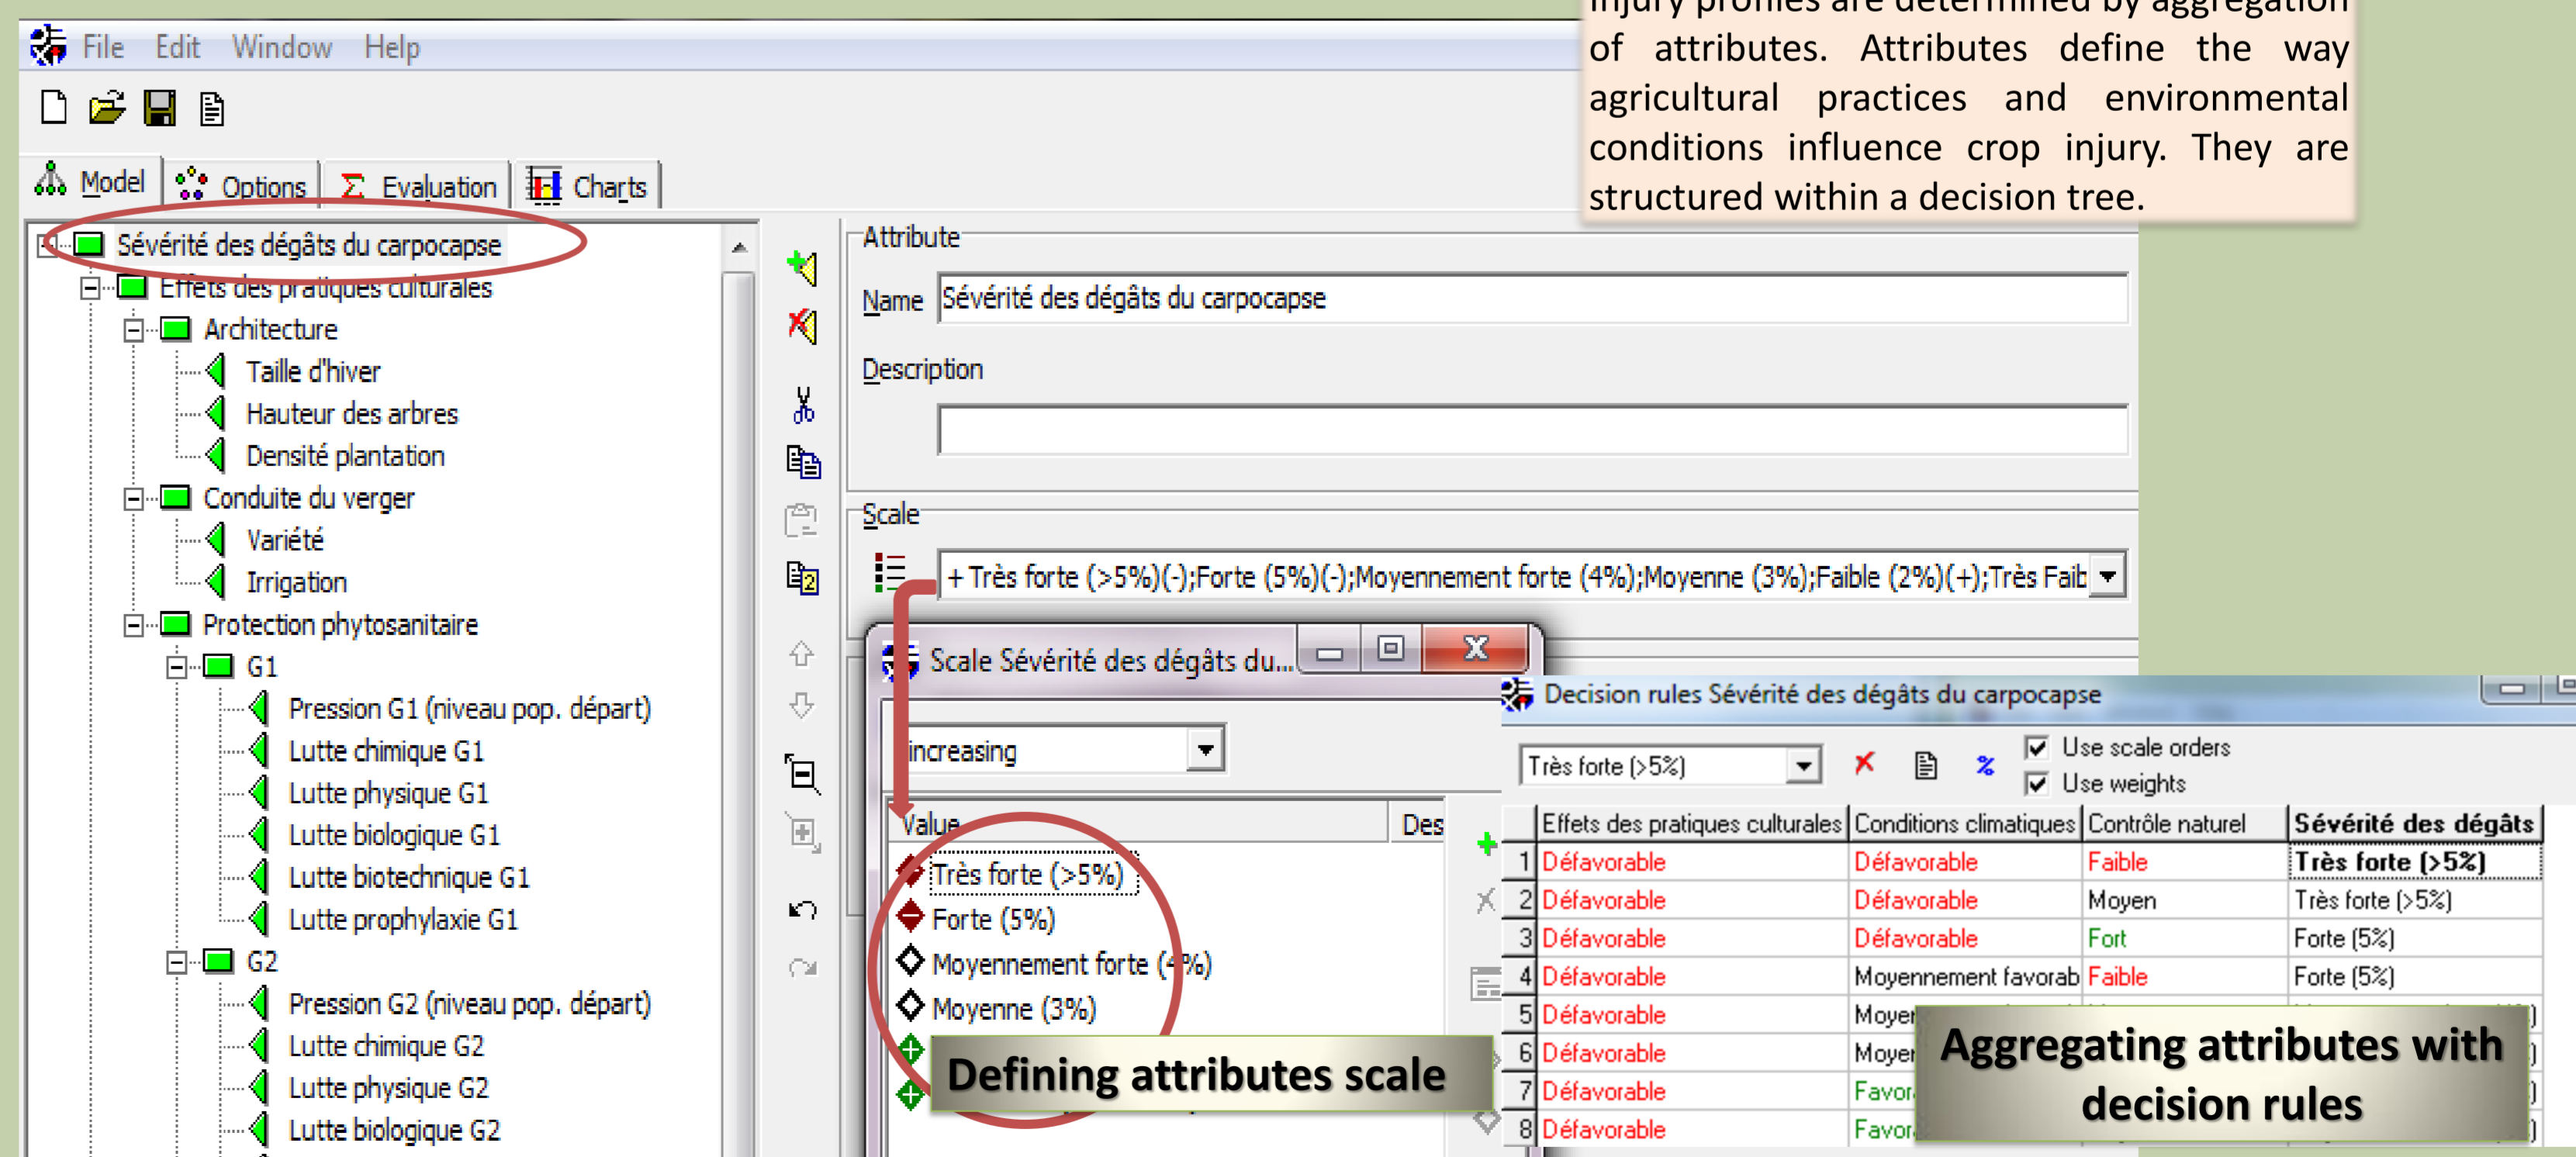 Injury profiles are determined by aggregation
of attributes. Attributes define the way
agricultural practices and environmental
conditions influence crop injury. They are
structured within a decision tree.
File Edit Window Help
Model Options Evaluation Charts
Sévérité des dégâts du carpocapse
Effets des pratiques culturales
Architecture
Taille d'hiver
Hauteur des arbres
Densité plantation
Conduite du verger
Variété
Irrigation
Protection phytosanitaire
G1
Pression G1 (niveau pop. départ)
Lutte chimique G1
Lutte physique G1
Lutte biologique G1
Lutte biotechnique G1
Lutte prophylaxie G1
G2
Pression G2 (niveau pop. départ)
Lutte chimique G2
Lutte physique G2
Lutte biologique G2
Attribute
Name Sévérité des dégâts du carpocapse
Description
Scale
+ Très forte (>5%)(-);Forte (5%)(-);Moyennement forte (4%);Moyenne (3%);Faible (2%)(+);Très Faib
Scale Sévérité des dégâts du...
increasing
Value Des
Très forte (>5%)
Forte (5%)
Moyennement forte (4%)
Moyenne (3%)
Defining attributes scale
Decision rules Sévérité des dégâts du carpocapse
Très forte (>5%) % Use scale orders
Use weights
Effets des pratiques culturales Conditions climatiques Contrôle naturel Sévérité des dégâts
1 Défavorable Défavorable Faible Très forte (>5%)
2 Défavorable Défavorable Moyen Très forte (>5%)
3 Défavorable Défavorable Fort Forte (5%)
4 Défavorable Moyennement favorab Faible Forte (5%)
5 Défavorable Moyer
6 Défavorable Moyer
7 Défavorable Favor
8 Défavorable Favor
Aggregating attributes with
decision rules